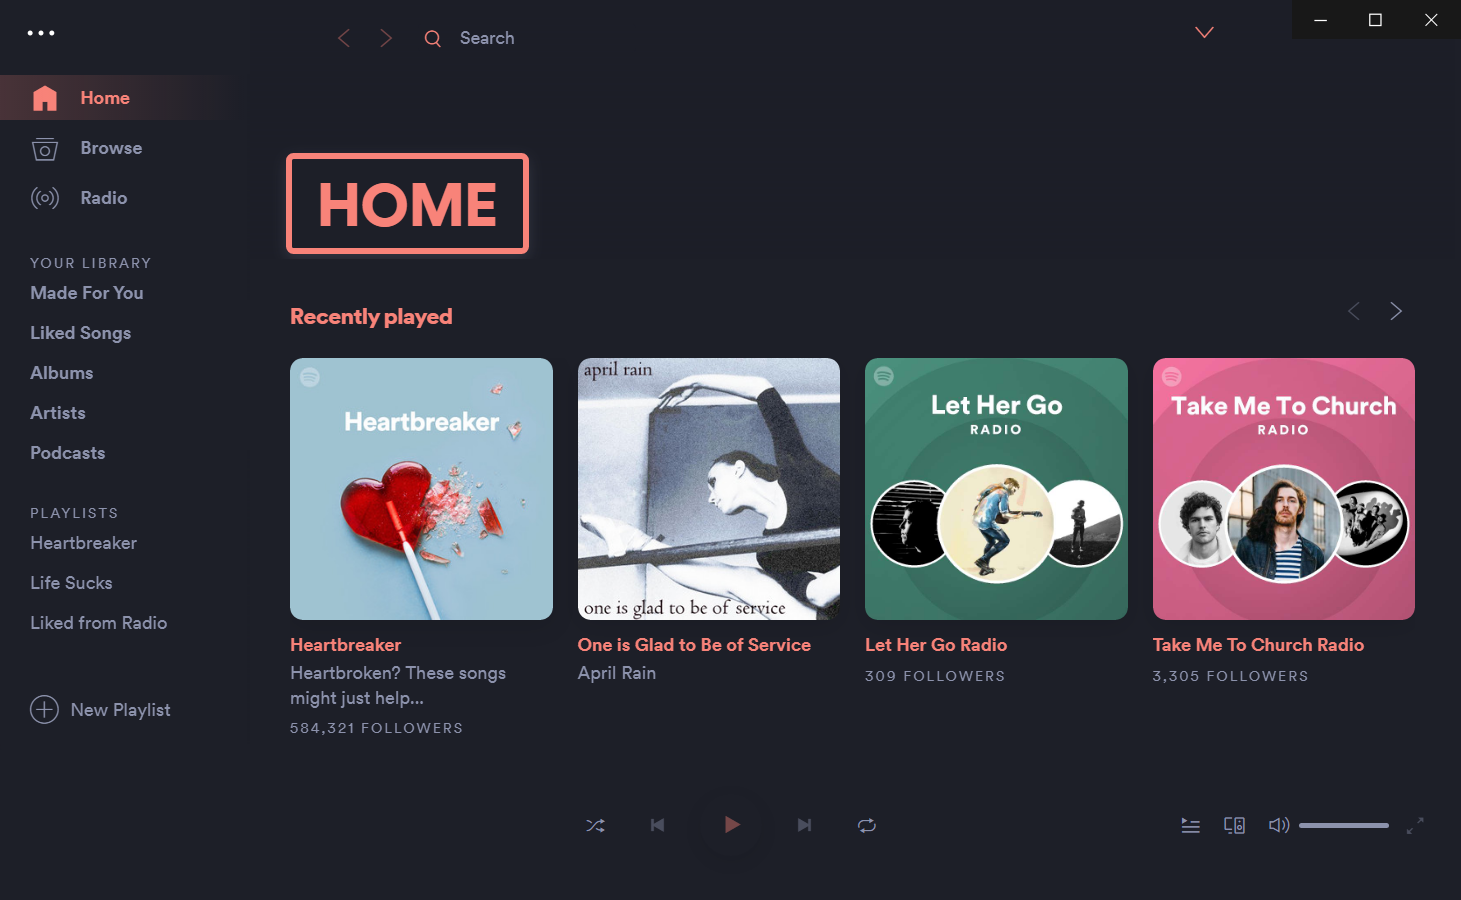 Search
Home
Browse
Radio
YOUR LIBRARY
Made For You
Liked Songs
Albums
Artists
Podcasts
PLAYLISTS
Heartbreaker
Life Sucks
Liked from Radio
New Playlist
HOME
Recently played
Heartbreaker
april rain
one is glad to be of service
Let Her Go
RADIO
Take Me To Church
RADIO
Heartbreaker
Heartbroken? These songs
might just help...
584,321 FOLLOWERS
One is Glad to Be of Service
April Rain
Let Her Go Radio
309 FOLLOWERS
Take Me To Church Radio
3,305 FOLLOWERS